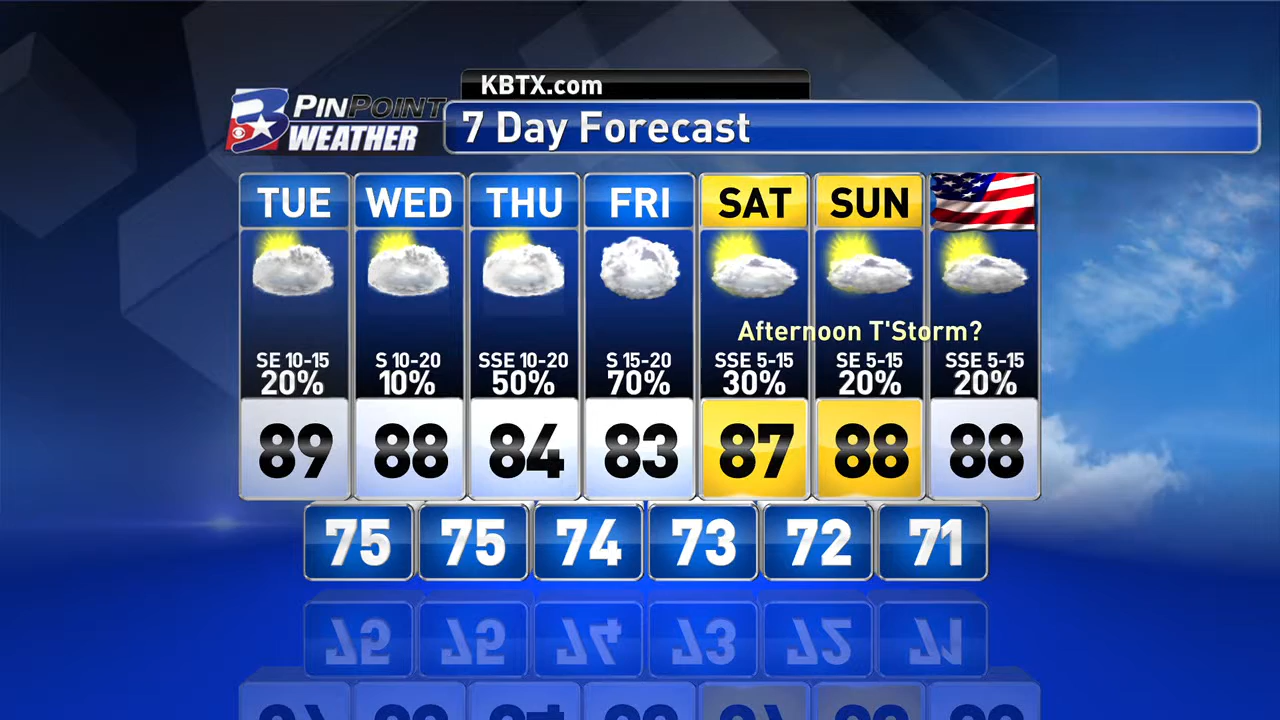 KBTX.com
PINPOINT
WEATHER
7 Day Forecast
TUE WED THU FRI SAT SUN
Afternoon T'Storm?
SE 10-15 S 10-20 SSE 10-20 S 15-20 SSE 5-15 SE 5-15 SSE 5-15
20% 10% 50% 70% 30% 20% 20%
89 88 84 83 87 88 88
75 75 74 73 72 71